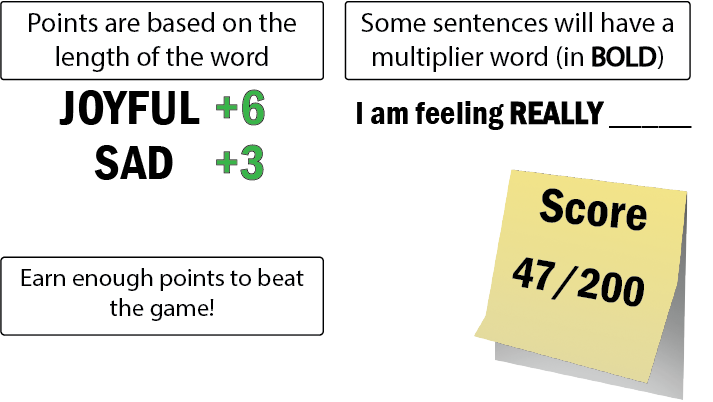 Points are based on the
length of the word
JOYFUL +6
SAD +3
Earn enough points to beat
the game!
Some sentences will have a
multiplier word (in BOLD)
I am feeling REALLY _____
Score
47/200